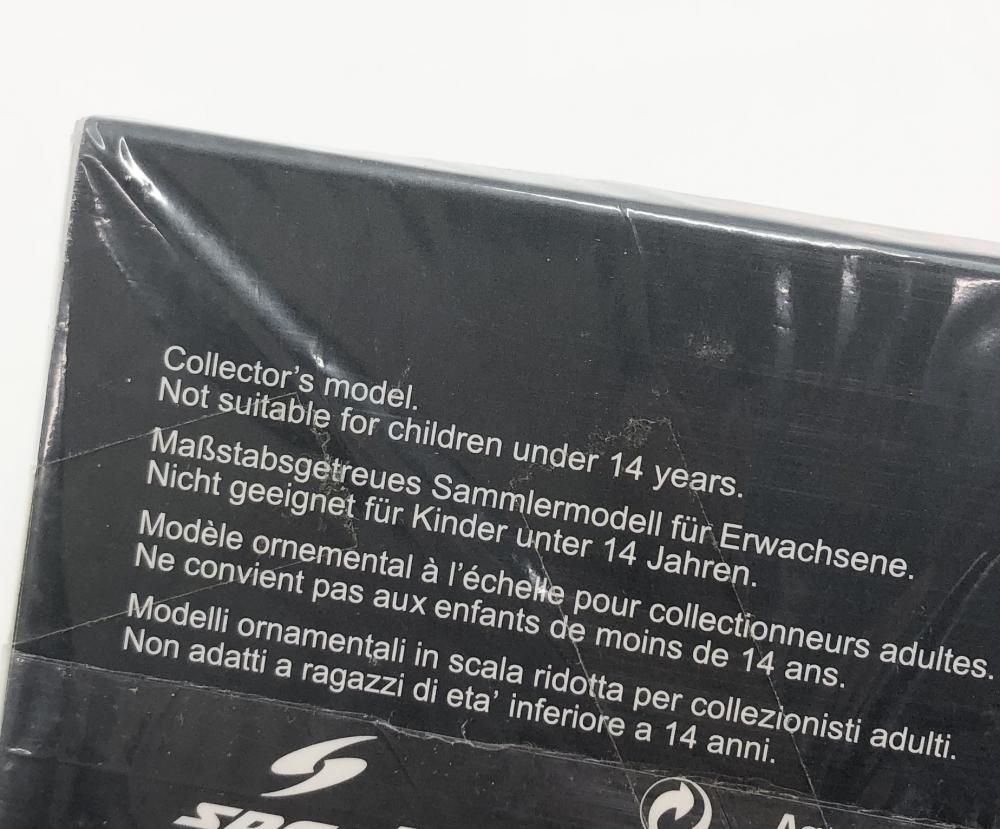 Collector's model.
Not suitable for children under 14 years.
Maßstabsgetreues Sammlermodell für Erwachsene.
Nicht geeignet für Kinder unter 14 Jahren.
Modèle ornemental à l'échelle pour collectionneurs adultes.
Ne convient pas aux enfants de moins de 14 ans.
Modelli ornamentali in scala ridotta per collezionisti adulti.
Non adatti a ragazzi di eta' inferiore a 14 anni.